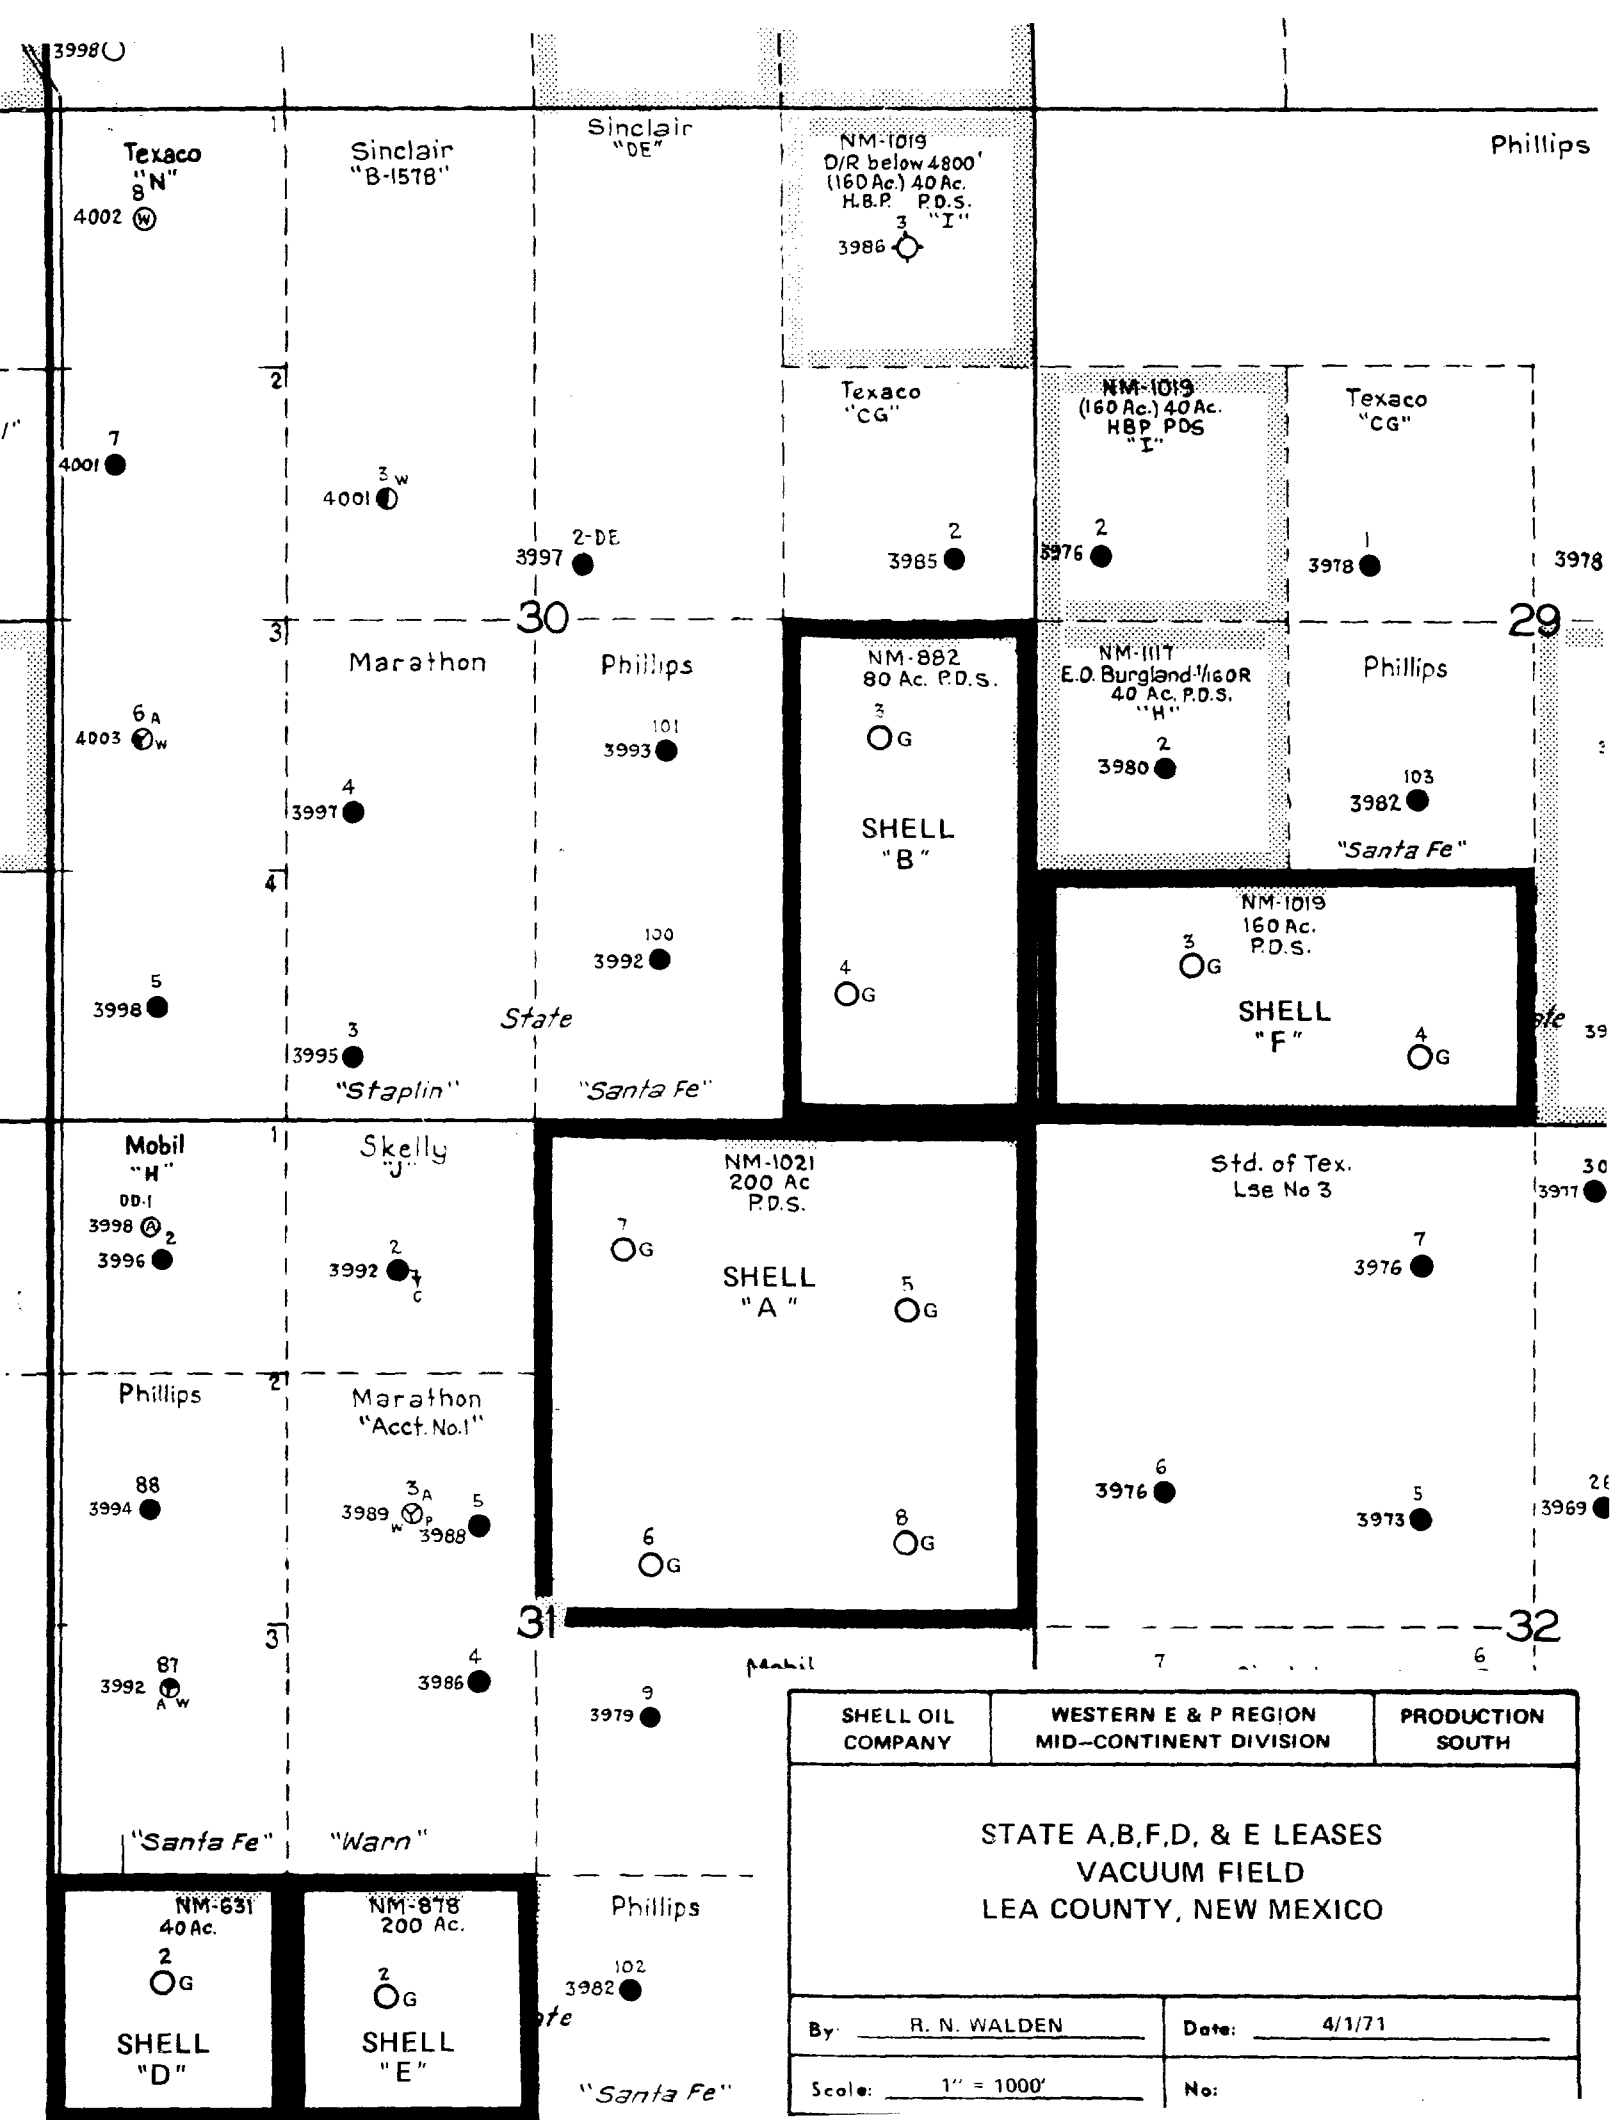 3998
1
Texaco
"N"
8
4002 W
Sinclair
"B-1578"
Sinclair
"DE"
NM-1019
D/R below 4800'
(160 Ac.) 40 Ac.
H.B.P. P.D.S.
"I"
3
3986
Phillips
2
7
4001
3 W
4001
2-DE
3997
Texaco
"CG"
2
3985
NM-1019
(160 Ac.) 40 Ac.
HBP PDS
"I"
2
3976
Texaco
"CG"
1
3978
3978
30
29
3
Marathon
Phillips
NM-882
80 Ac. P.D.S.
NM-1117
E.O. Burgland-1/160R
40 Ac. P.D.S.
"H"
Phillips
6 A
4003 W
101
3993
3
G
2
3980
103
3982
4
3997
SHELL
"B"
"Santa Fe"
4
NM-1019
160 Ac.
P.D.S.
100
3992
4
G
3
G
5
3998
State
SHELL
"F"
4
G
39
3
3995
"Staplin"
"Santa Fe"
1
Mobil
"H"
DD-1
3998 A
2
3996
Skelly
"J"
2
3992
C
NM-1021
200 Ac
P.D.S.
7
G
5
G
SHELL
"A"
Std. of Tex.
Lse No 3
30
3977
7
3976
2
Phillips
Marathon
"Acct. No.1"
88
3994
3 A
3989
W P
5
3988
6
G
8
G
6
3976
5
3973
3969
31
32
3
87
3992
A W
4
3986
9
3979
Mobil
7
6
SHELL OIL
COMPANY
WESTERN E & P REGION
MID-CONTINENT DIVISION
PRODUCTION
SOUTH
STATE A,B,F,D, & E LEASES
VACUUM FIELD
LEA COUNTY, NEW MEXICO
"Santa Fe"
"Warn"
NM-631
40 Ac.
2
G
SHELL
"D"
NM-878
200 Ac.
2
G
SHELL
"E"
Phillips
102
3982
ate
"Santa Fe"
By: R. N. WALDEN
Date: 4/1/71
Scale: 1" = 1000'
No: